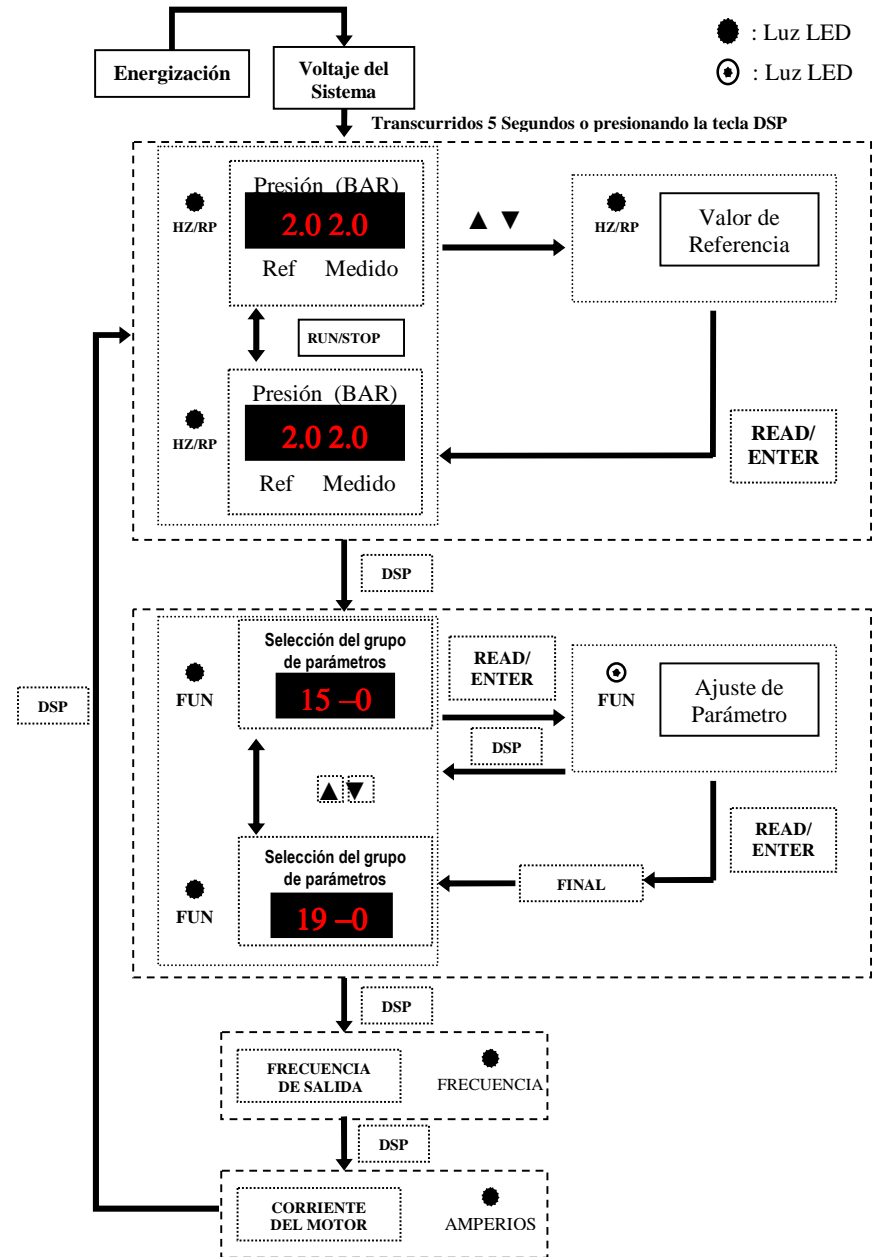 : Luz LED
: Luz LED
Energización
Voltaje del
Sistema
Transcurridos 5 Segundos o presionando la tecla DSP
Presión (BAR)
HZ/RP
2.0 2.0
Ref Medido
▲ ▼
HZ/RP
Valor de
Referencia
RUN/STOP
Presión (BAR)
HZ/RP
2.0 2.0
Ref Medido
READ/
ENTER
DSP
Selección del grupo
de parámetros
FUN
15 –0
READ/
ENTER
FUN
Ajuste de
Parámetro
DSP
DSP
▲ ▼
READ/
ENTER
Selección del grupo
de parámetros
FUN
19 –0
FINAL
DSP
FRECUENCIA
DE SALIDA
FRECUENCIA
DSP
CORRIENTE
DEL MOTOR
AMPERIOS